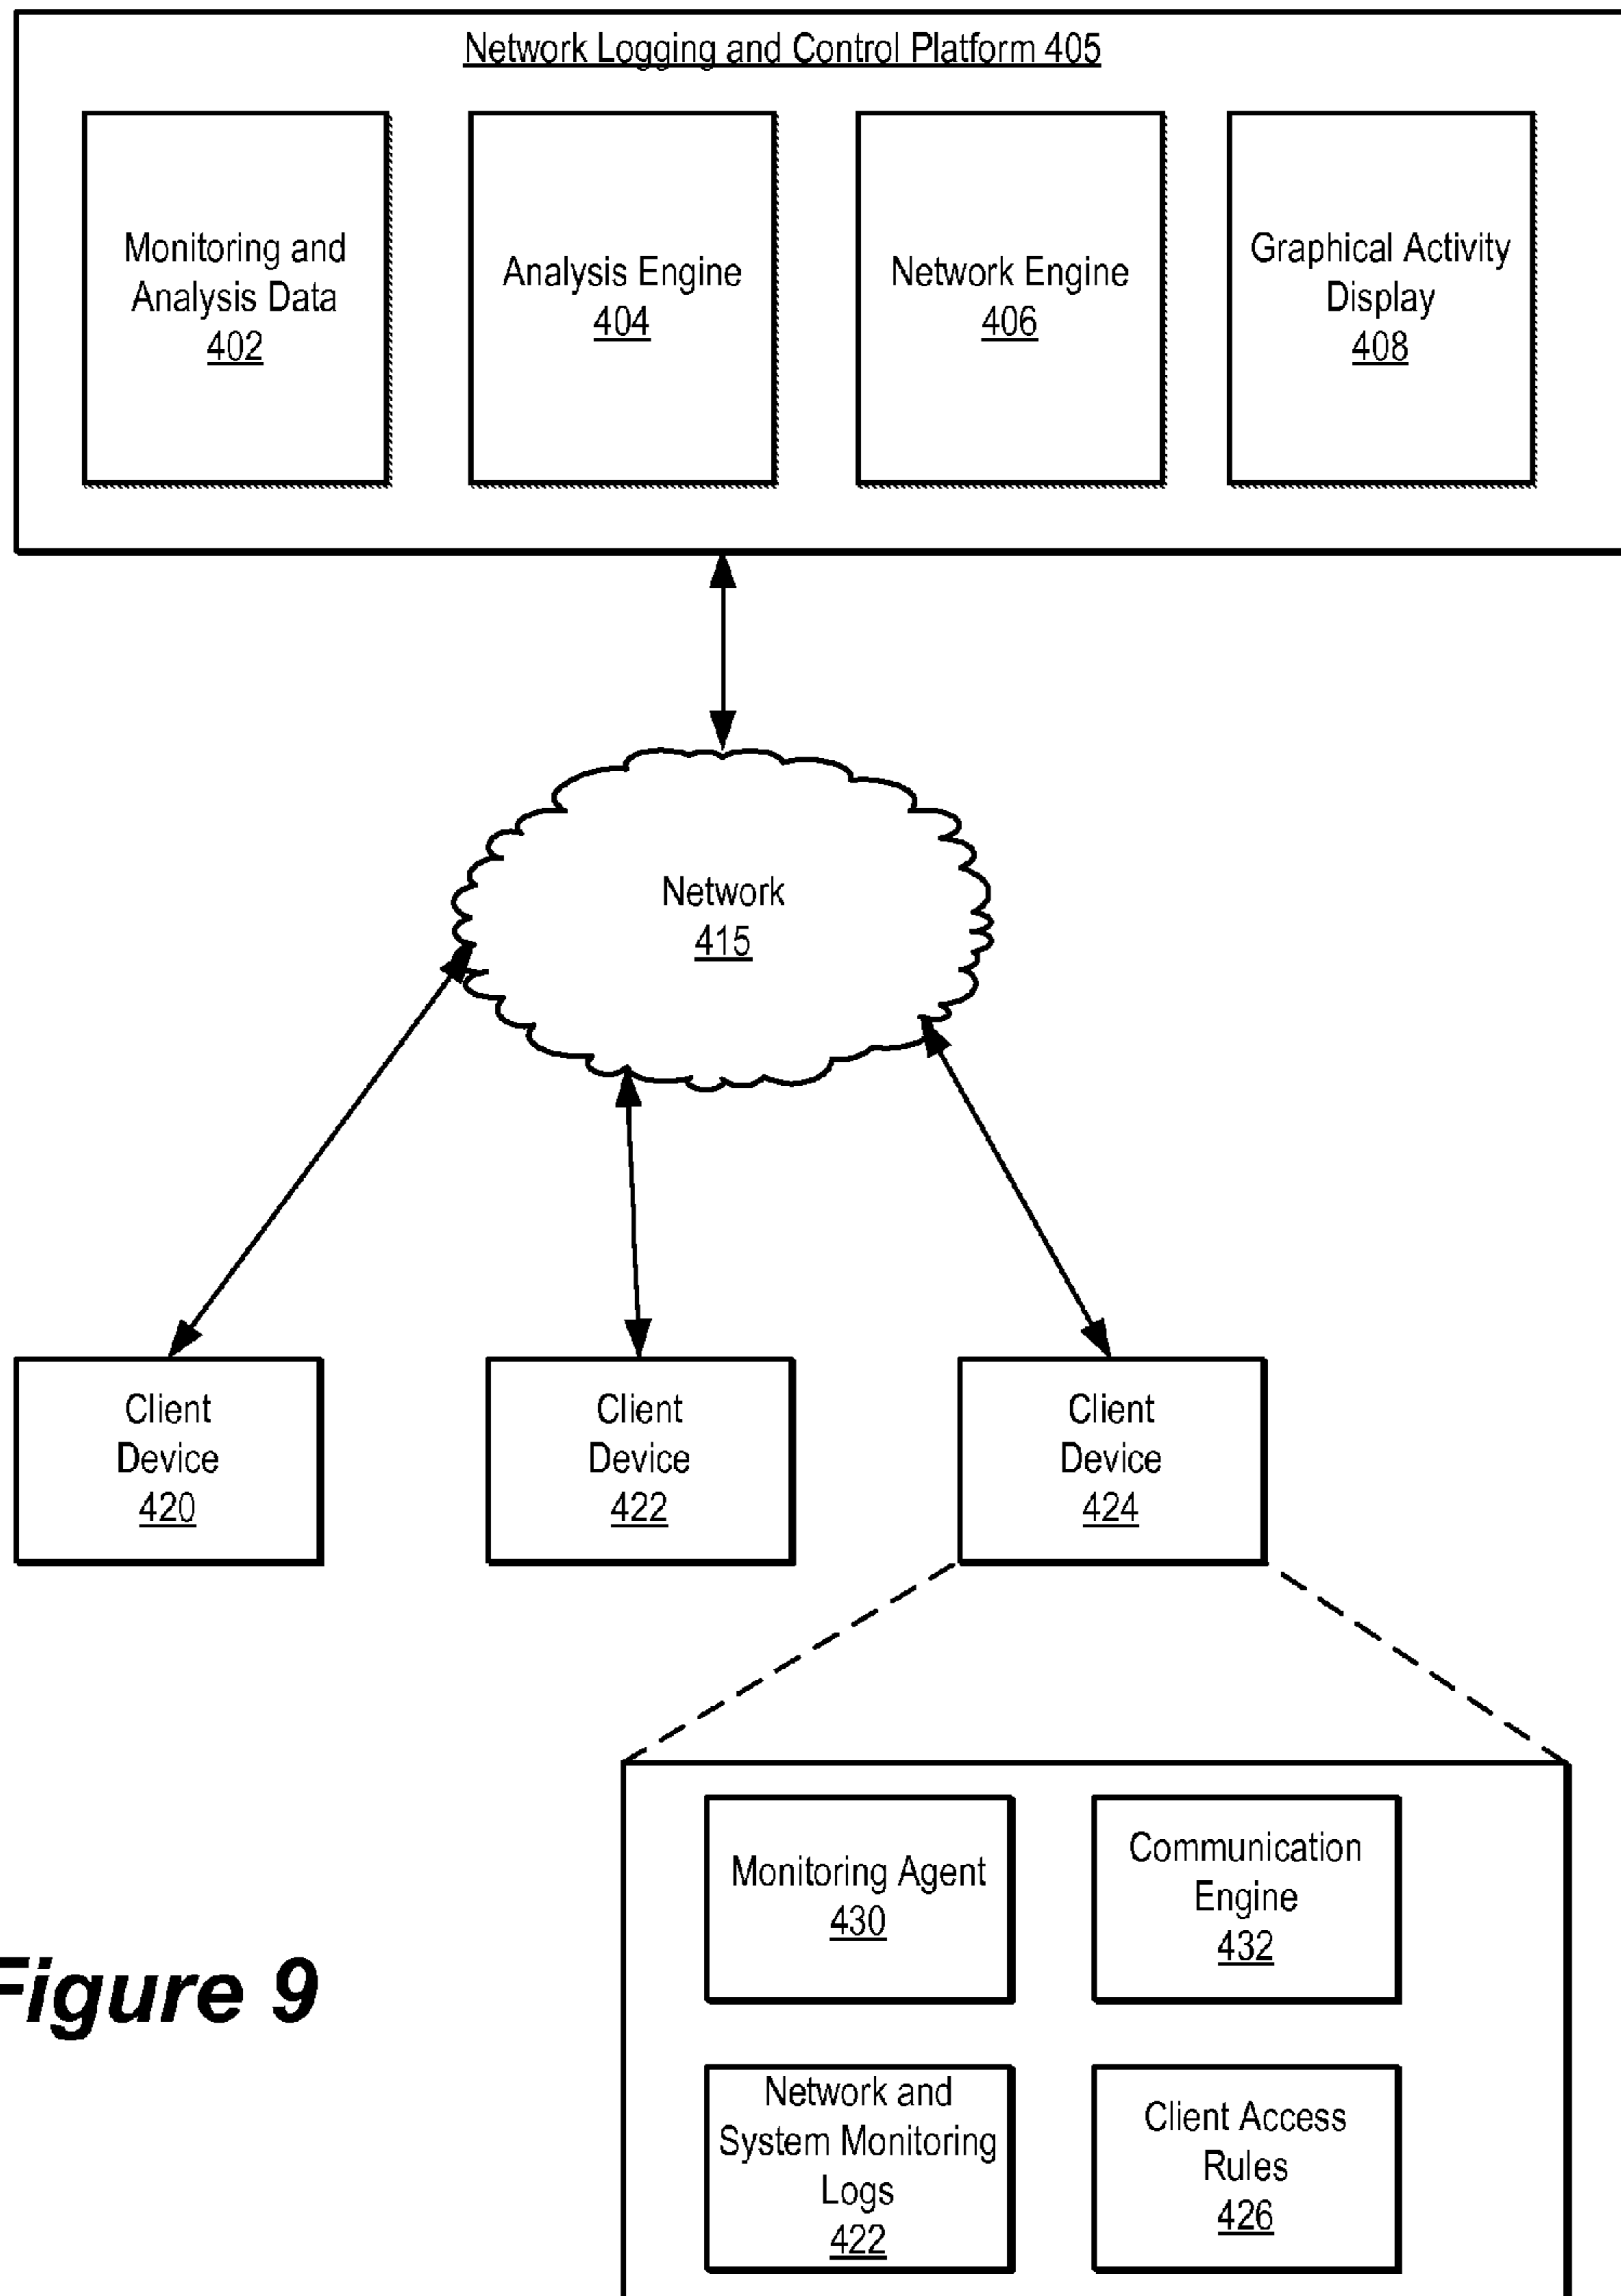 Network Logging and Control Platform 405
Monitoring and
Analysis Data
402
Analysis Engine
404
Network Engine
406
Graphical Activity
Display
408
Network
415
Client
Device
420
Client
Device
422
Client
Device
424
Monitoring Agent
430
Communication
Engine
432
Network and
System Monitoring
Logs
422
Client Access
Rules
426
Figure 9